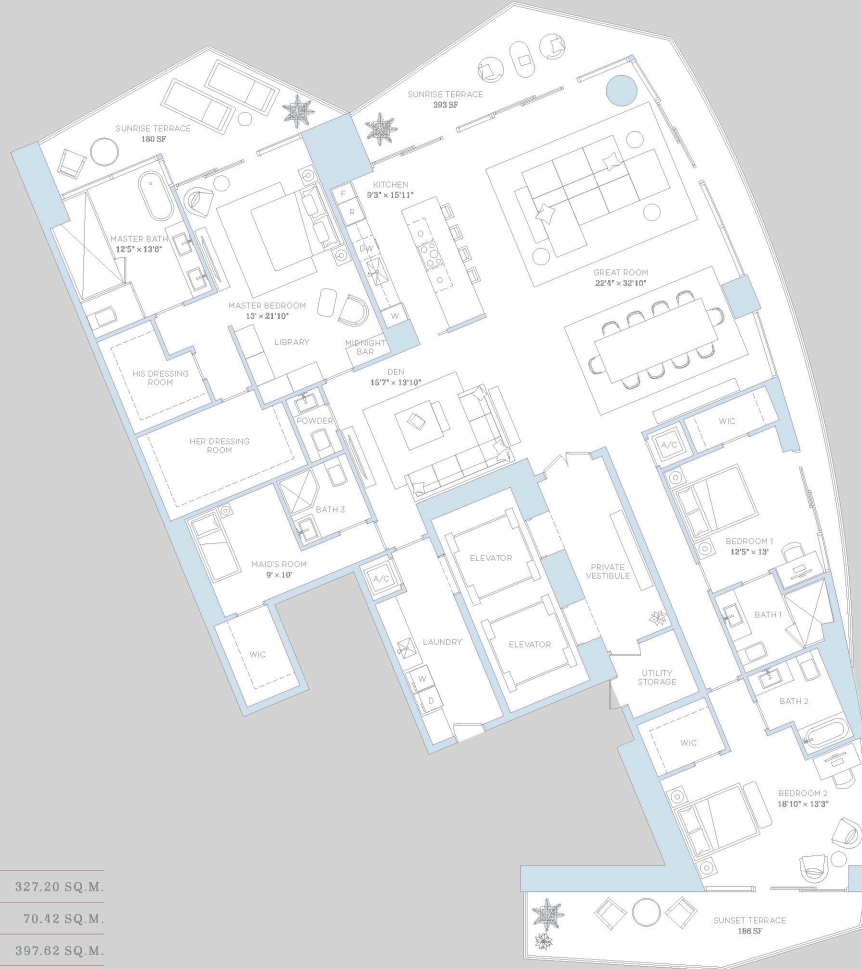 SUNRISE TERRACE
393 SF
SUNRISE TERRACE
180 SF
KITCHEN
9'3" × 15'11"
F
R
DW
W
MASTER BATH
12'5" × 13'6"
GREAT ROOM
22'4" × 32'10"
MASTER BEDROOM
13' × 21'10"
LIBRARY
MIDNIGHT
BAR
HIS DRESSING
ROOM
DEN
15'7" × 13'10"
POWDER
HER DRESSING
ROOM
WIC
A/C
BATH 3
BEDROOM 1
12'5" × 13'
ELEVATOR
MAID'S ROOM
9' × 10'
A/C
PRIVATE
VESTIBULE
BATH 1
LAUNDRY
ELEVATOR
WIC
UTILITY
STORAGE
W
D
BATH 2
WIC
BEDROOM 2
18'10" × 13'3"
327.20 SQ.M.
70.42 SQ.M.
397.62 SQ.M.
SUNSET TERRACE
186 SF